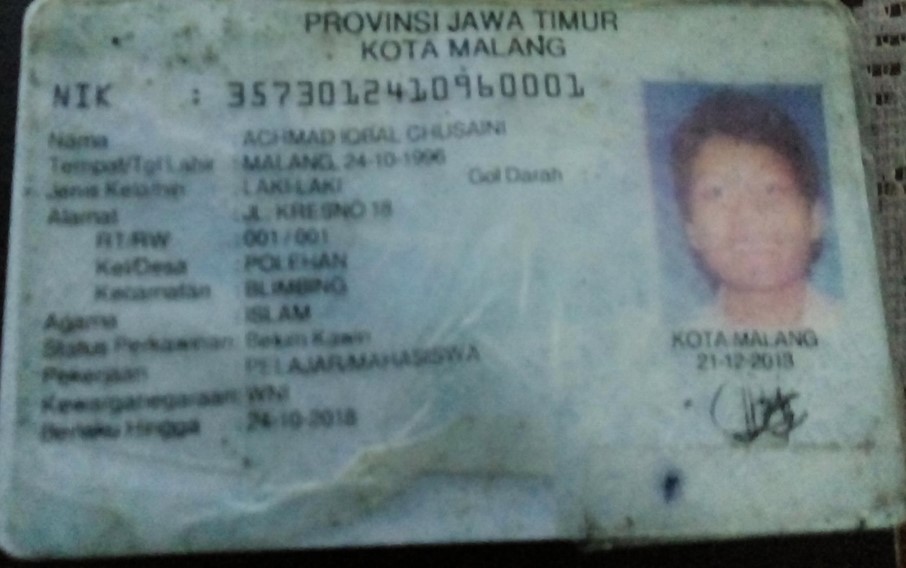 PROVINSI JAWA TIMUR
KOTA MALANG
NIK : 3573012410960001
Nama : ACHMAD IQBAL GHUSAINI
Tempat/Tgl Lahir : MALANG, 24-10-1996
Jenis Kelamin : LAKI-LAKI Gol Darah
Alamat : JL. KRESNO 18
RT/RW : 001 / 001
Kel/Desa : POLEHAN
Kecamatan : BLIMBING
Agama : ISLAM
Status Perkawinan: Belum Kawin
Pekerjaan : PELAJAR/MAHASISWA
Kewarganegaraan: WNI
Berlaku Hingga : 24-10-2018
KOTA MALANG
21-12-2013